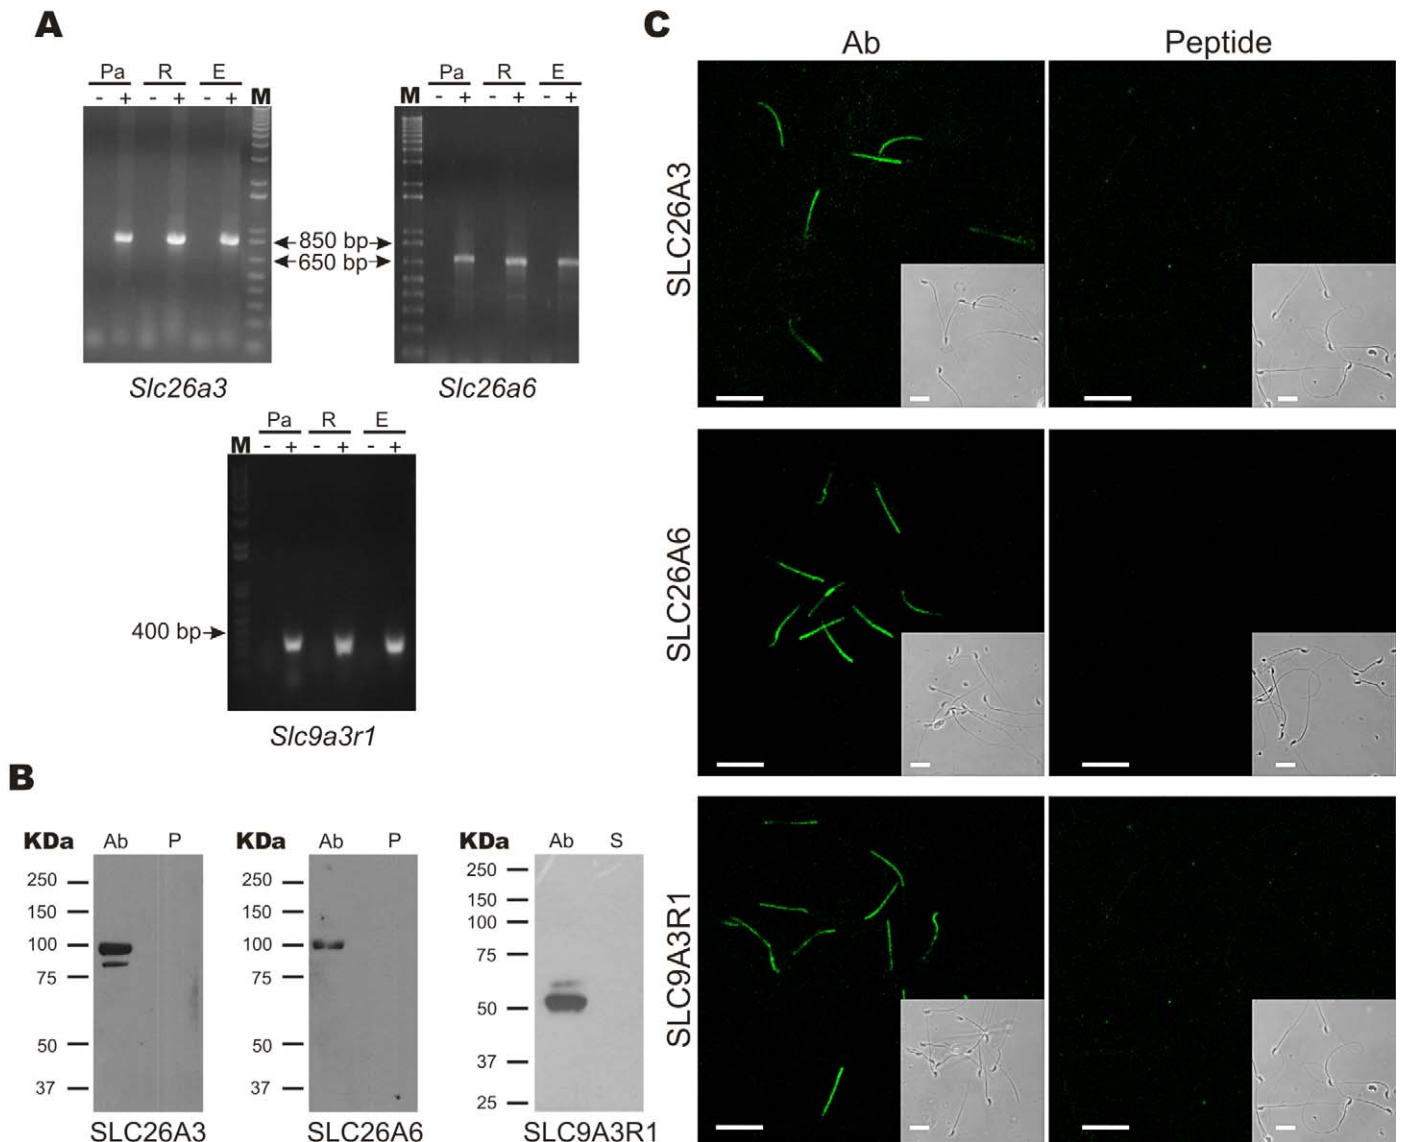 A
Pa R E
- + - + - + M
Pa R E
M - + - + - +
850 bp
650 bp
Slc26a3
Slc26a6
Pa R E
M - + - + - +
400 bp
Slc9a3r1
B
KDa Ab P
250
150
100
75
50
37
SLC26A3
KDa Ab P
250
150
100
75
50
37
SLC26A6
KDa Ab S
250
150
100
75
50
37
25
SLC9A3R1
C
Ab Peptide
SLC26A3
SLC26A6
SLC9A3R1